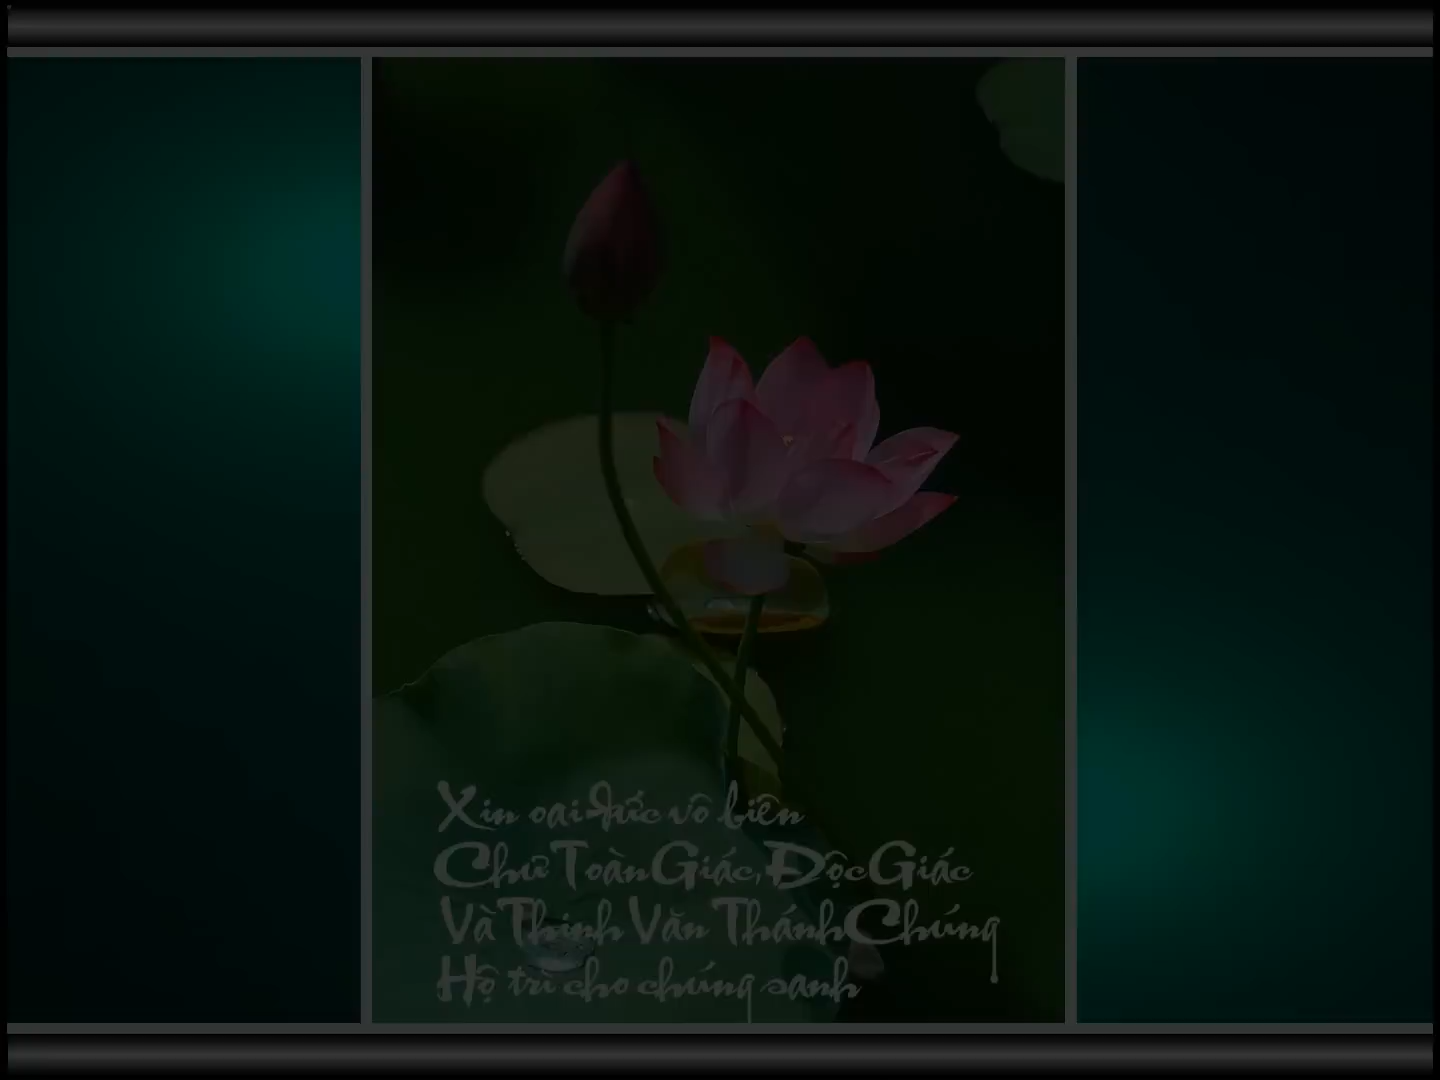 Xin oai đức vô biên
Chư Toàn Giác, Độc Giác
Và Thinh Văn Thánh Chúng
Hộ trì cho chúng sanh